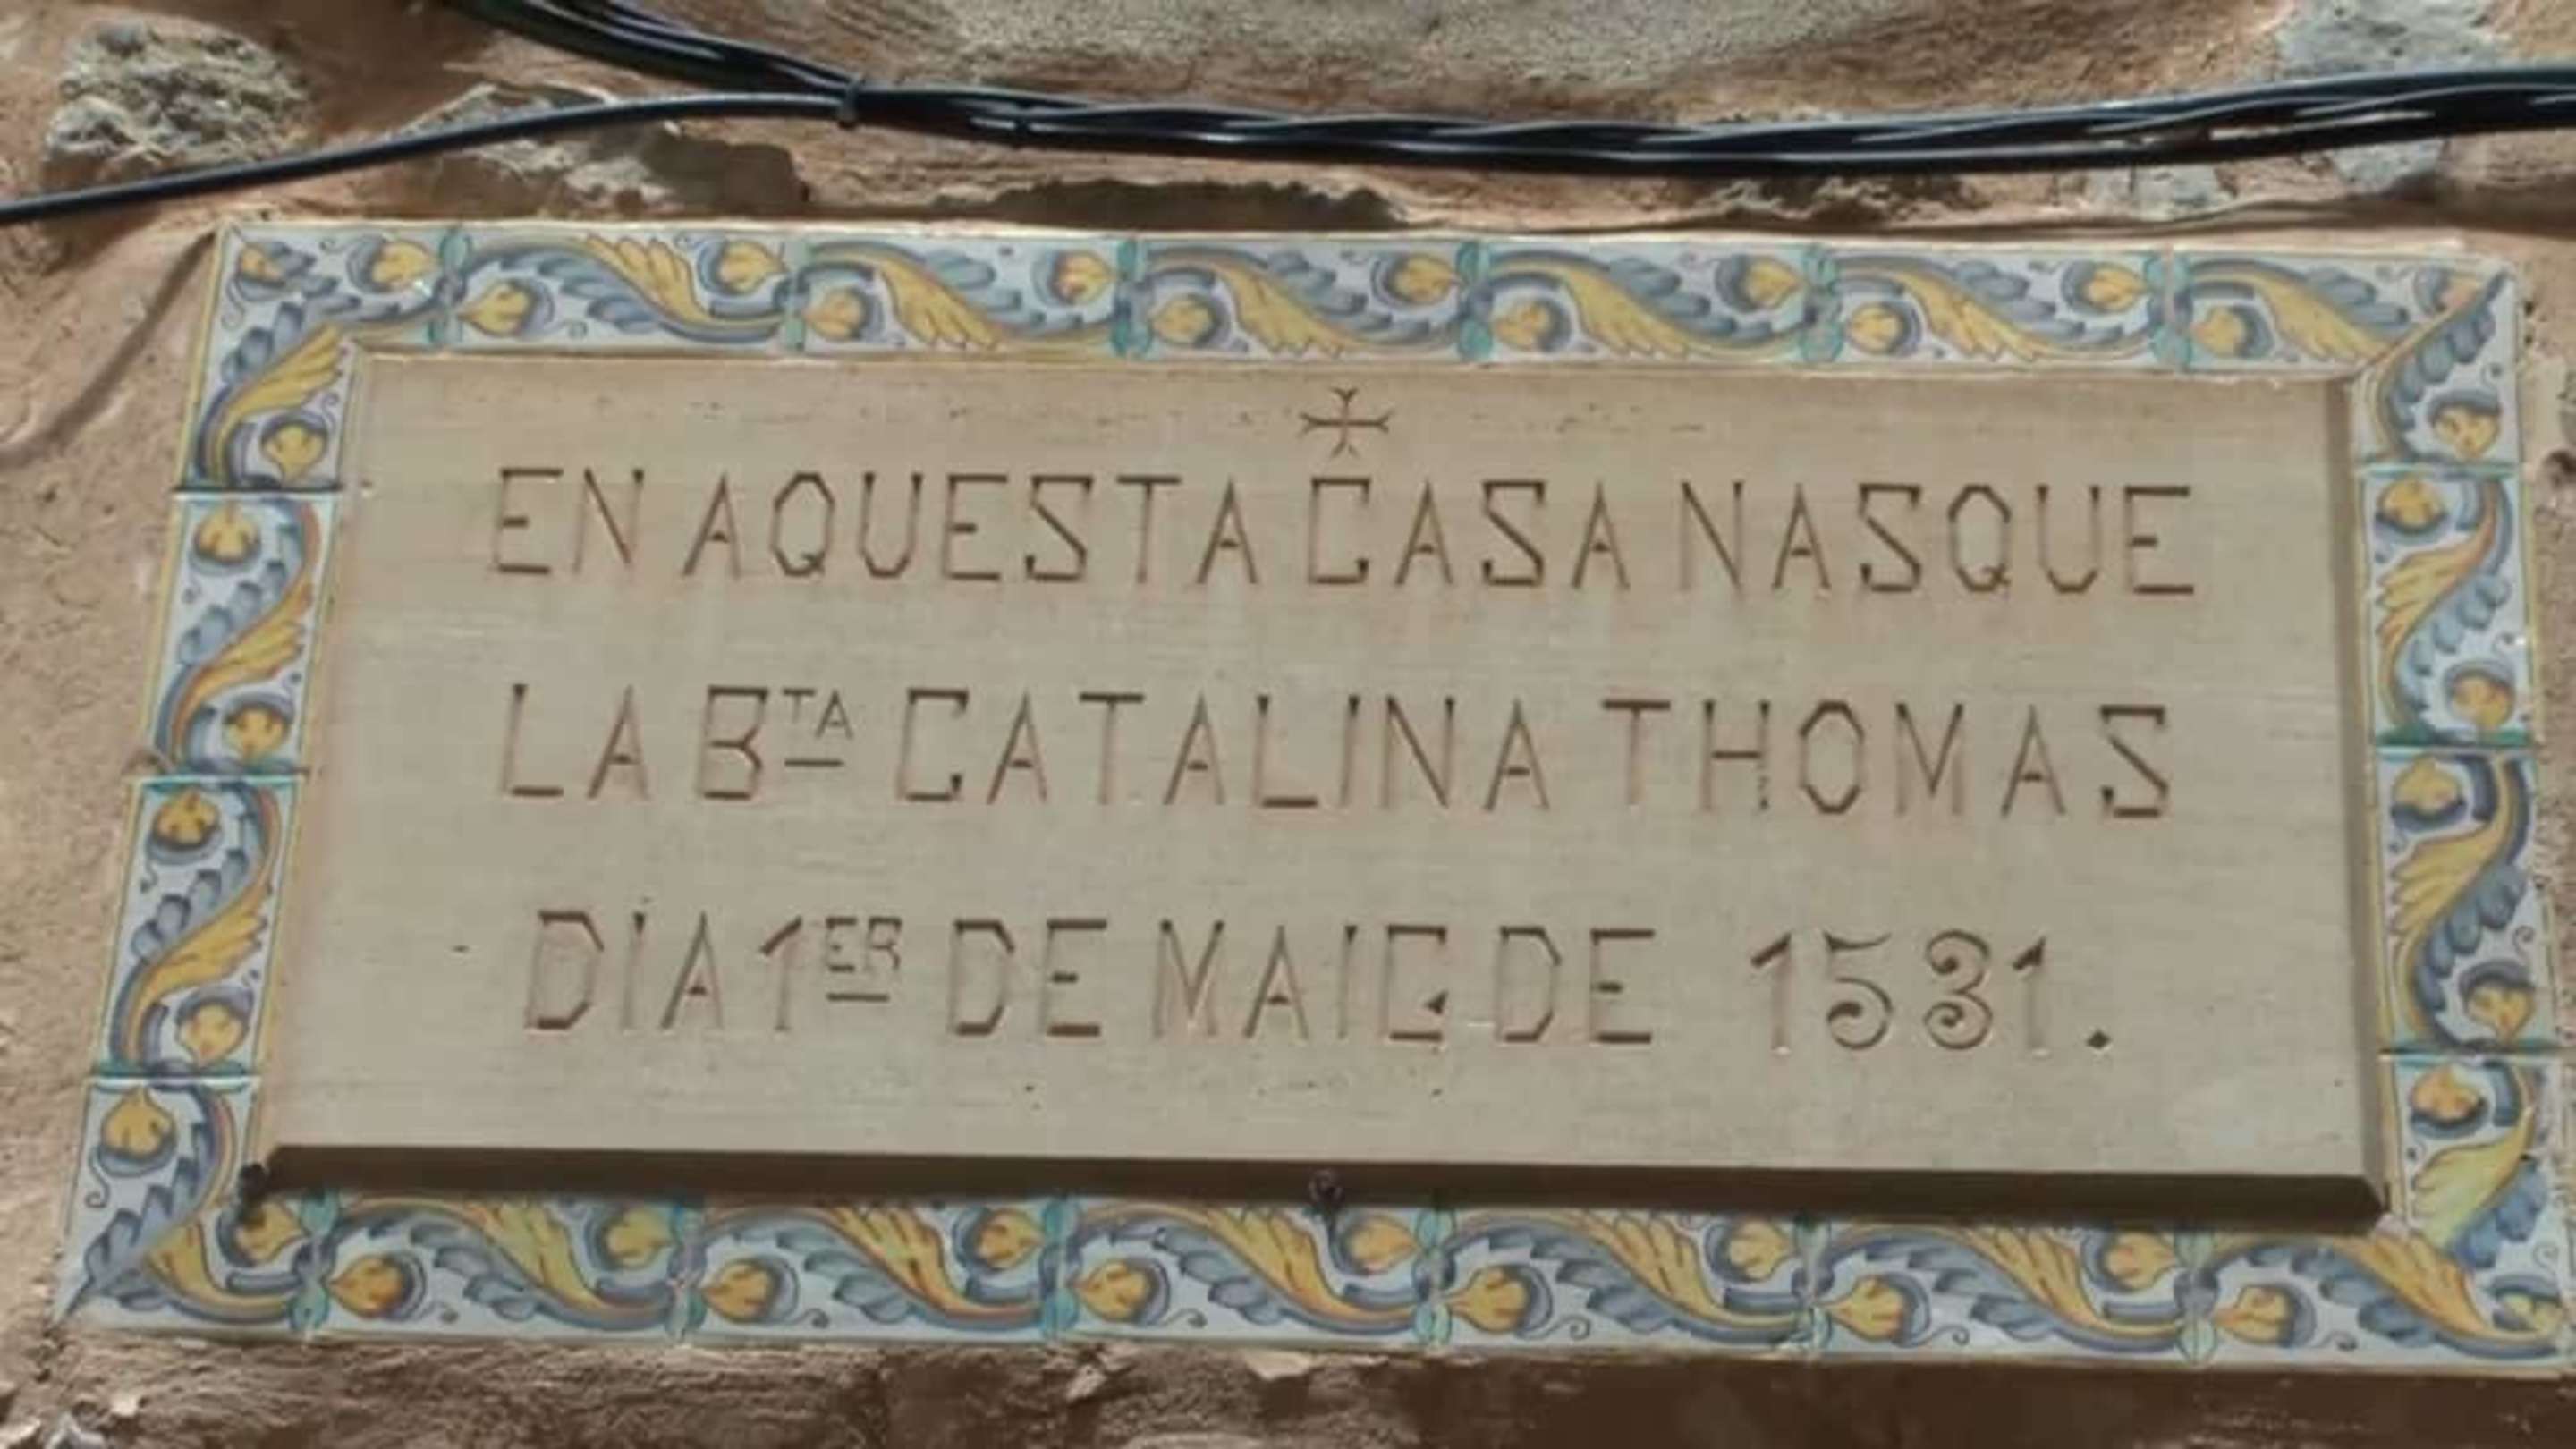 EN AQUESTA CASA NASQUE
LA BTA CATALINA THOMAS
DIA 1ER DE MAIG DE 1531.